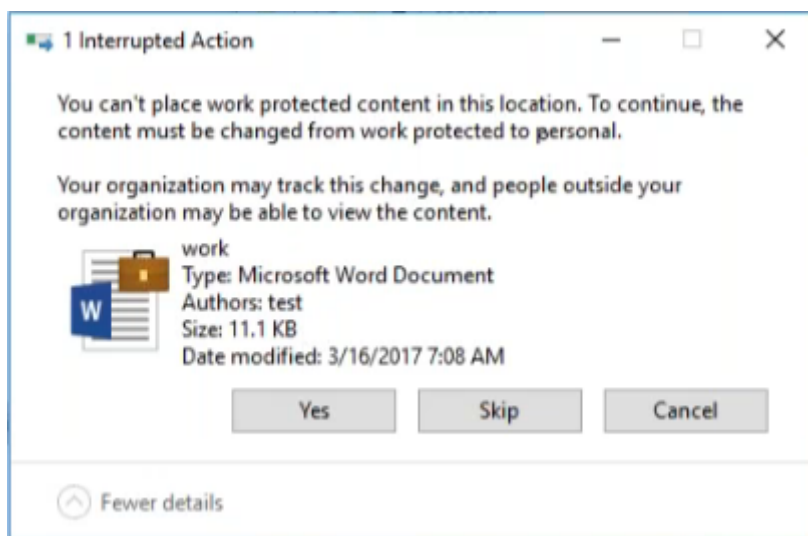 1 Interrupted Action
You can't place work protected content in this location. To continue, the
content must be changed from work protected to personal.
Your organization may track this change, and people outside your
organization may be able to view the content.
work
Type: Microsoft Word Document
Authors: test
Size: 11.1 KB
Date modified: 3/16/2017 7:08 AM
W
Yes Skip Cancel
Fewer details